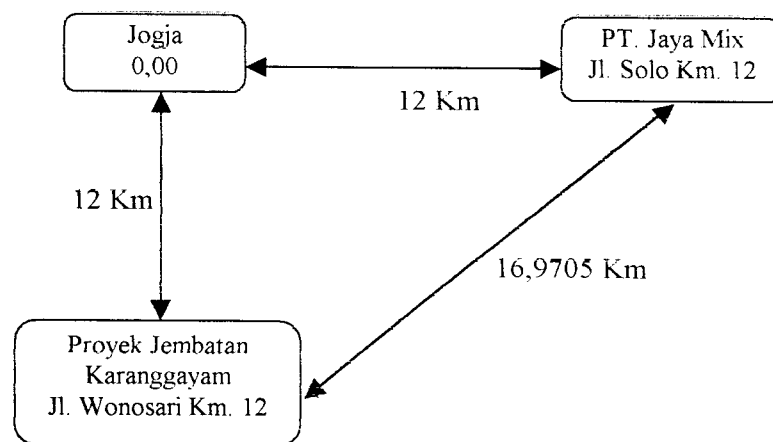 Jogja
0,00
PT. Jaya Mix
Jl. Solo Km. 12
12 Km
12 Km
16,9705 Km
Proyek Jembatan
Karanggayam
Jl. Wonosari Km. 12